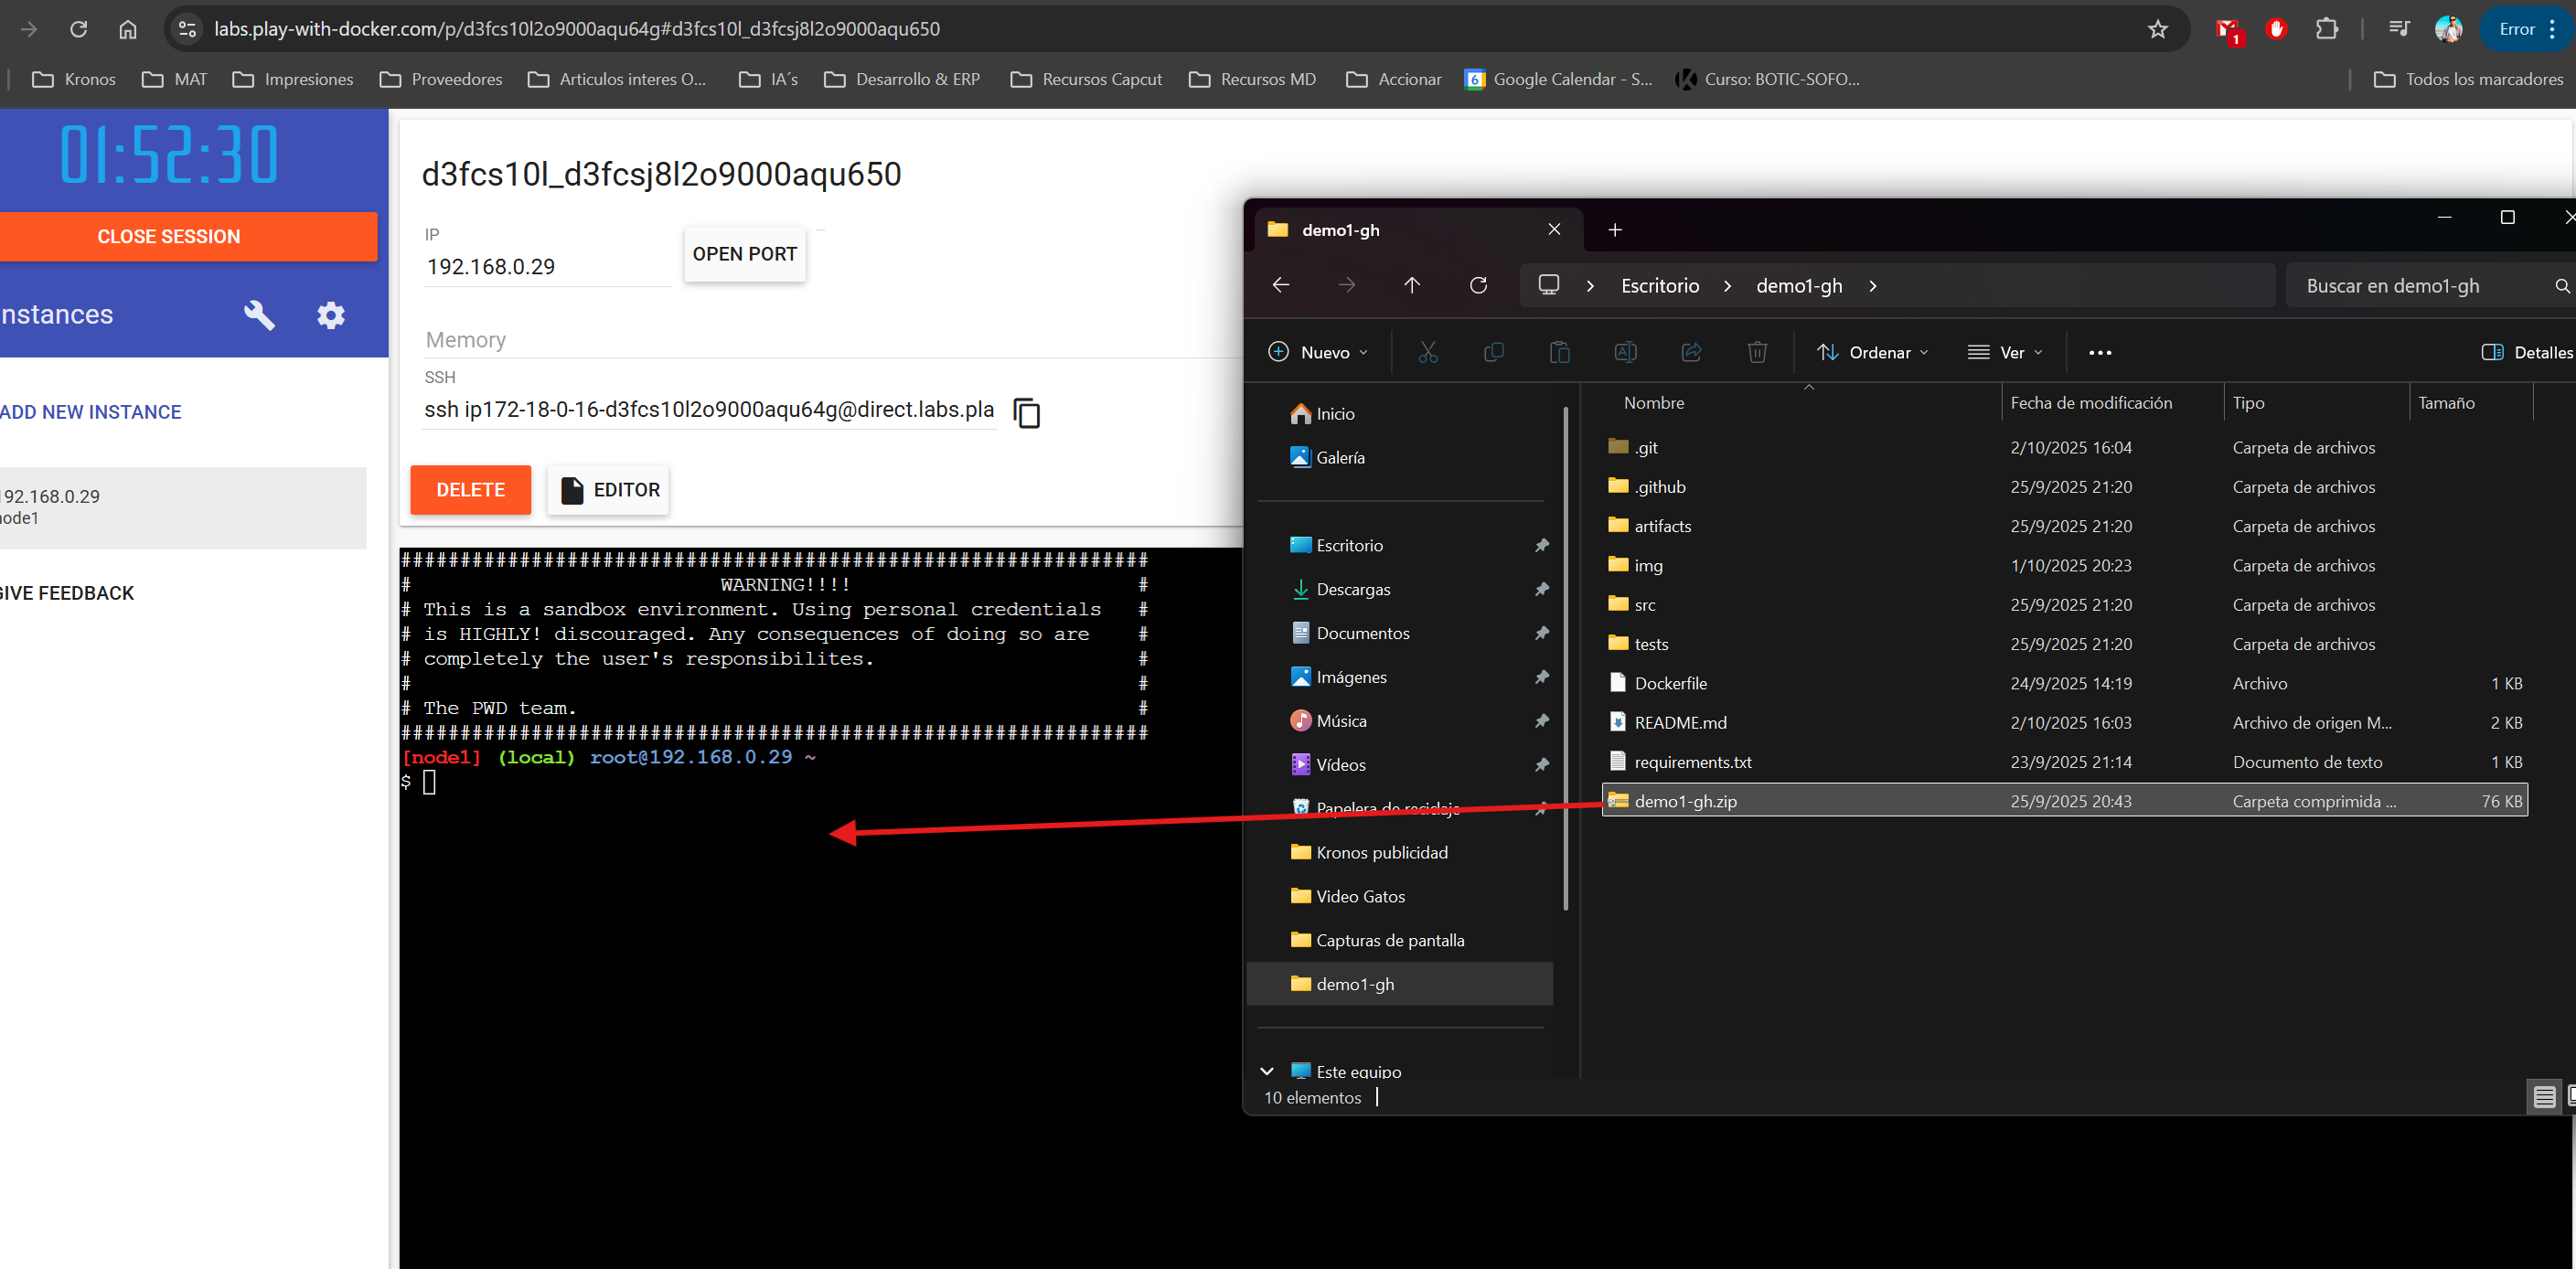 labs.play-with-docker.com/p/d3fcs10l2o9000aqu64g#d3fcs10l_d3fcsj8l2o9000aqu650
1
Error
Kronos
MAT
Impresiones
Proveedores
Articulos interes O...
IA´s
Desarrollo & ERP
Recursos Capcut
Recursos MD
Accionar
6
Google Calendar - S...
Curso: BOTIC-SOFO...
Todos los marcadores
01:52:30
CLOSE SESSION
nstances
ADD NEW INSTANCE
192.168.0.29
node1
GIVE FEEDBACK
d3fcs10l_d3fcsj8l2o9000aqu650
IP
192.168.0.29
OPEN PORT
Memory
SSH
ssh ip172-18-0-16-d3fcs10l2o9000aqu64g@direct.labs.pla
DELETE
EDITOR
###############################################################
# WARNING!!!! #
# This is a sandbox environment. Using personal credentials #
# is HIGHLY! discouraged. Any consequences of doing so are #
# completely the user's responsibilites. #
# #
# The PWD team. #
###############################################################
[node1] (local) root@192.168.0.29 ~
$
demo1-gh
Escritorio
demo1-gh
Buscar en demo1-gh
Nuevo
Ordenar
Ver
Detalles
Inicio
Galería
Escritorio
Descargas
Documentos
Imágenes
Música
Vídeos
Papelera de reciclaje
Kronos publicidad
Video Gatos
Capturas de pantalla
demo1-gh
Este equipo
Nombre Fecha de modificación Tipo Tamaño
.git 2/10/2025 16:04 Carpeta de archivos
.github 25/9/2025 21:20 Carpeta de archivos
artifacts 25/9/2025 21:20 Carpeta de archivos
img 1/10/2025 20:23 Carpeta de archivos
src 25/9/2025 21:20 Carpeta de archivos
tests 25/9/2025 21:20 Carpeta de archivos
Dockerfile 24/9/2025 14:19 Archivo 1 KB
README.md 2/10/2025 16:03 Archivo de origen M... 2 KB
requirements.txt 23/9/2025 21:14 Documento de texto 1 KB
demo1-gh.zip 25/9/2025 20:43 Carpeta comprimida ... 76 KB
10 elementos